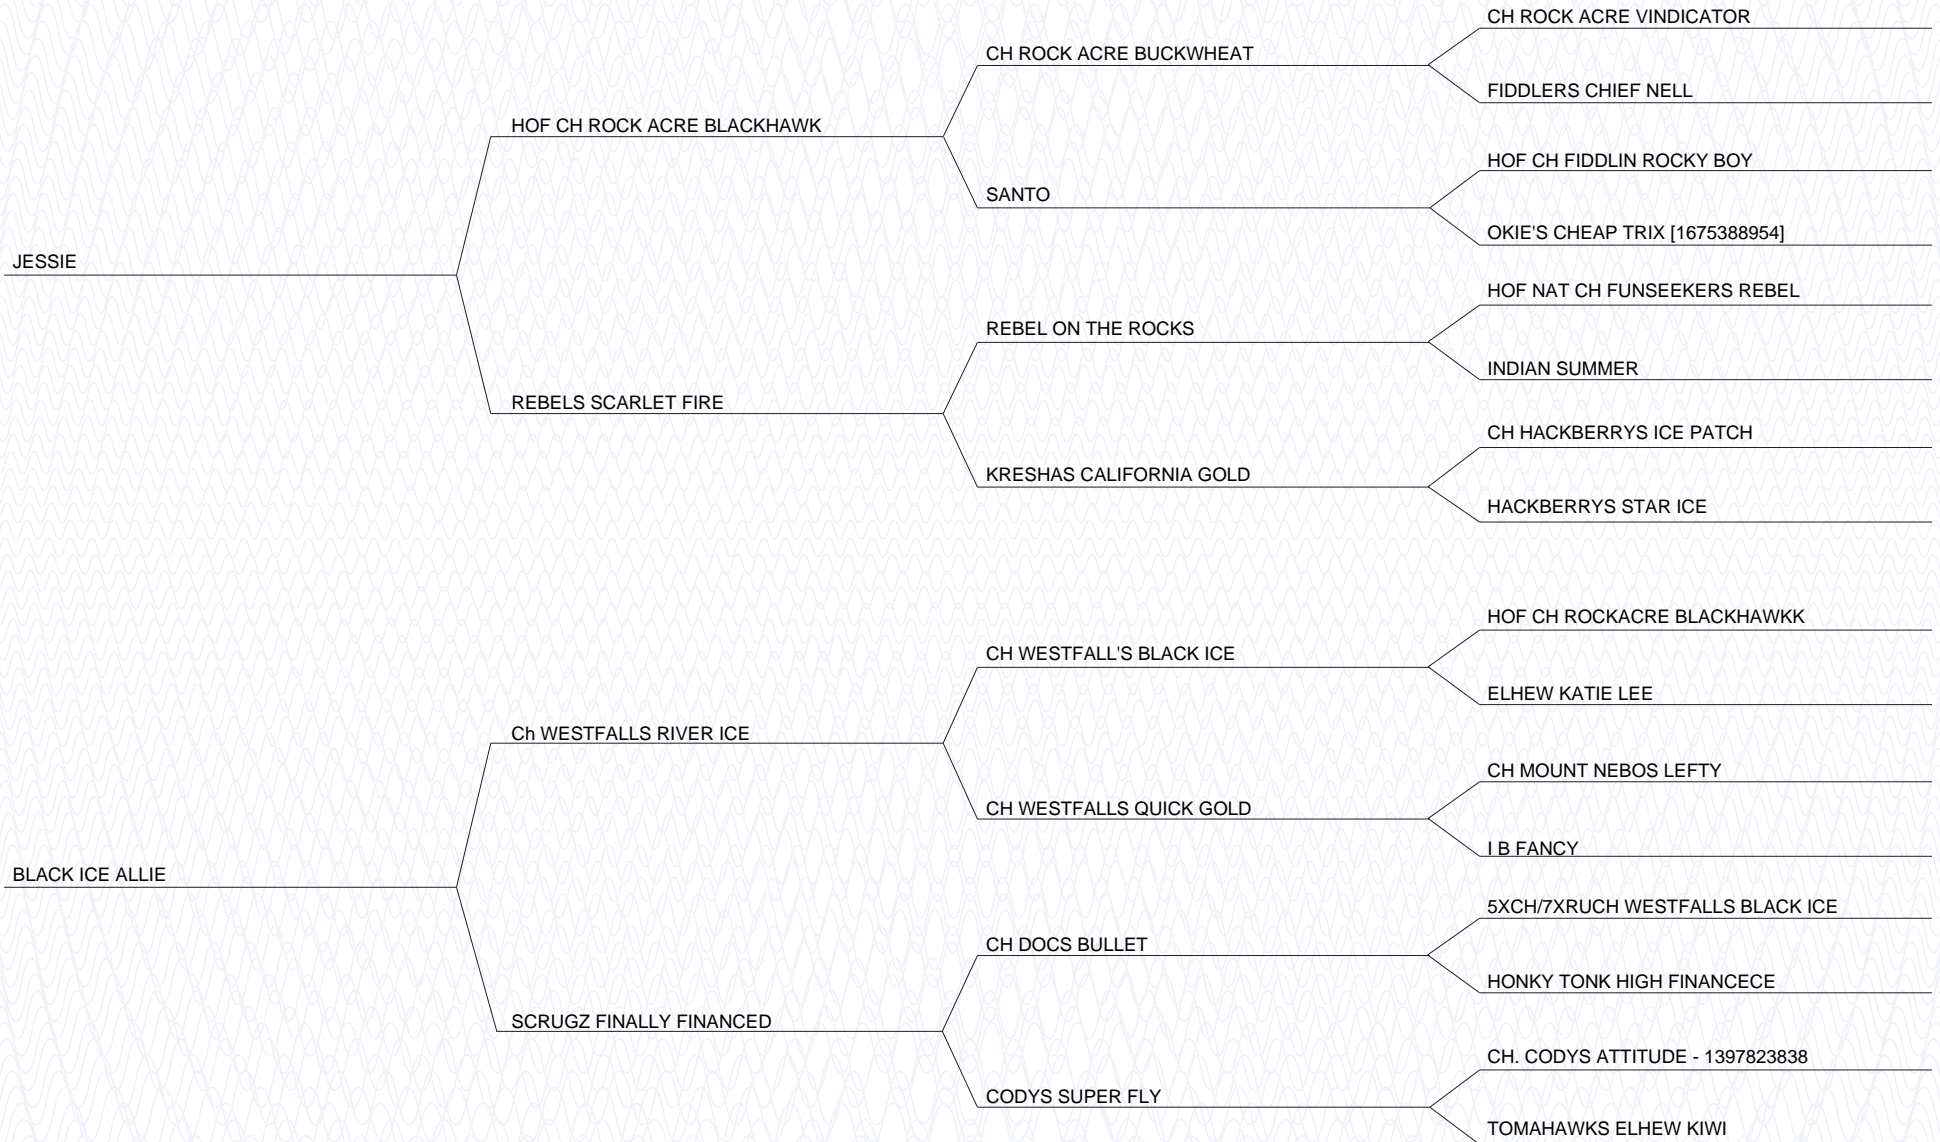 CH ROCK ACRE VINDICATOR
CH ROCK ACRE BUCKWHEAT
FIDDLERS CHIEF NELL
HOF CH ROCK ACRE BLACKHAWK
HOF CH FIDDLIN ROCKY BOY
SANTO
OKIE'S CHEAP TRIX [1675388954]
JESSIE
HOF NAT CH FUNSEEKERS REBEL
REBEL ON THE ROCKS
INDIAN SUMMER
REBELS SCARLET FIRE
CH HACKBERRYS ICE PATCH
KRESHAS CALIFORNIA GOLD
HACKBERRYS STAR ICE
HOF CH ROCKACRE BLACKHAWKK
CH WESTFALL'S BLACK ICE
ELHEW KATIE LEE
Ch WESTFALLS RIVER ICE
CH MOUNT NEBOS LEFTY
CH WESTFALLS QUICK GOLD
I B FANCY
BLACK ICE ALLIE
5XCH/7XRUCH WESTFALLS BLACK ICE
CH DOCS BULLET
HONKY TONK HIGH FINANCECE
SCRUGZ FINALLY FINANCED
CH. CODYS ATTITUDE - 1397823838
CODYS SUPER FLY
TOMAHAWKS ELHEW KIWI